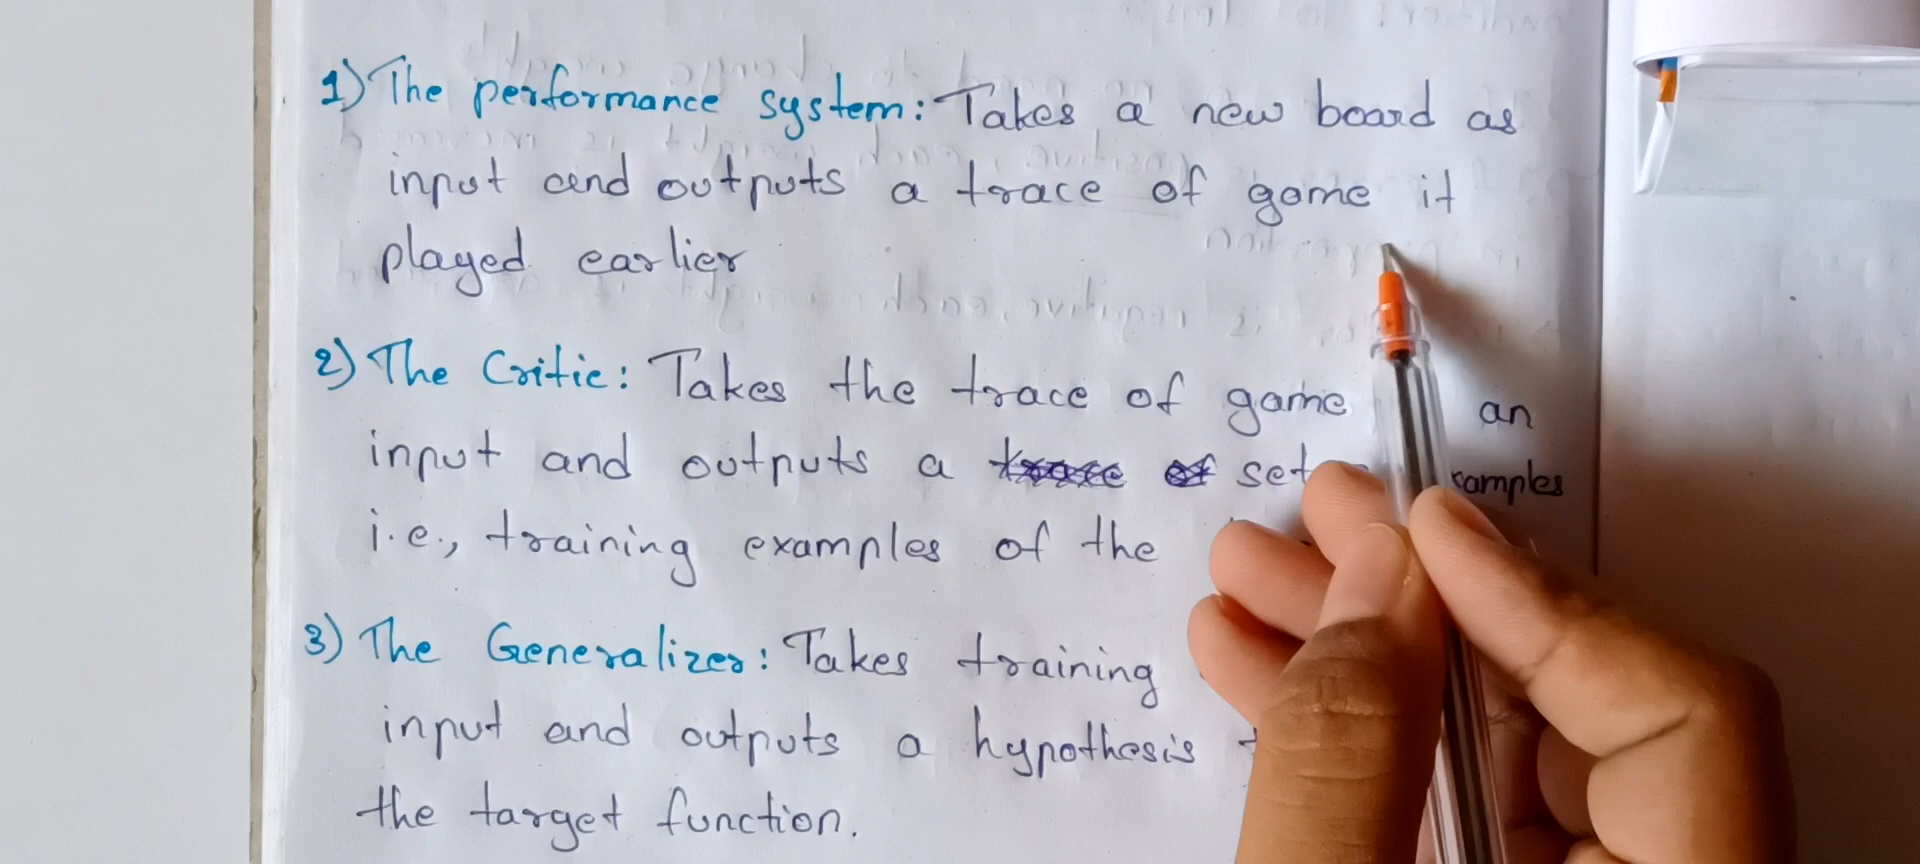 1) The performance system: Takes a new board as
input and outputs a trace of game it
played earlier
2) The Critic: Takes the trace of game an
input and outputs a set
i.e., training examples of the
3) The Generalizer: Takes training
input and outputs a hypothesis
the target function.